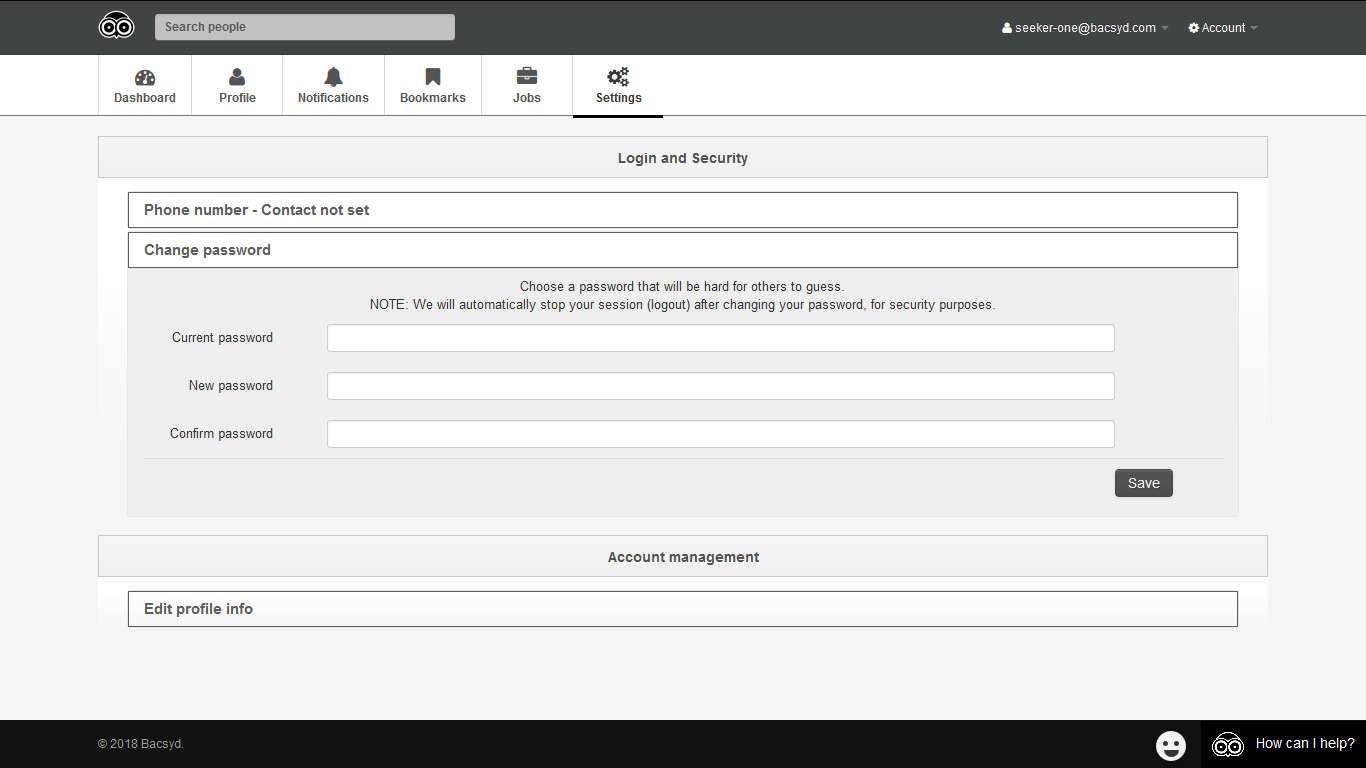 Search people
seeker-one@bacsyd.com
Account
Dashboard
Profile
Notifications
Bookmarks
Jobs
Settings
Login and Security
Phone number - Contact not set
Change password
Choose a password that will be hard for others to guess.
NOTE: We will automatically stop your session (logout) after changing your password, for security purposes.
Current password
New password
Confirm password
Save
Account management
Edit profile info
© 2018 Bacsyd.
How can I help?